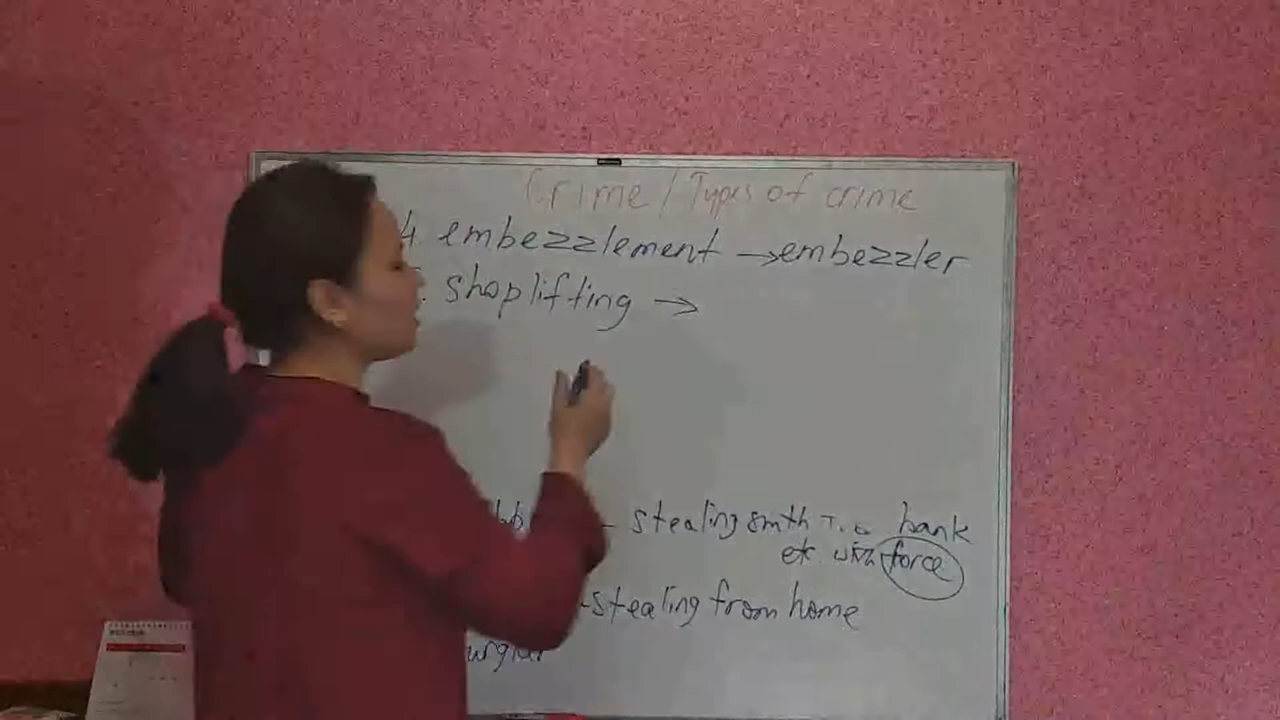 Crime / Types of crime
4. embezzlement → embezzler
. shoplifting →
- stealing smth
bank
etc with force
- stealing from home
urglar